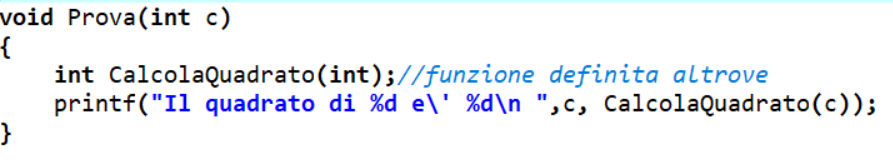 void Prova(int c)
{
    int CalcolaQuadrato(int);//funzione definita altrove
    printf("Il quadrato di %d e\' %d\n ",c, CalcolaQuadrato(c));
}